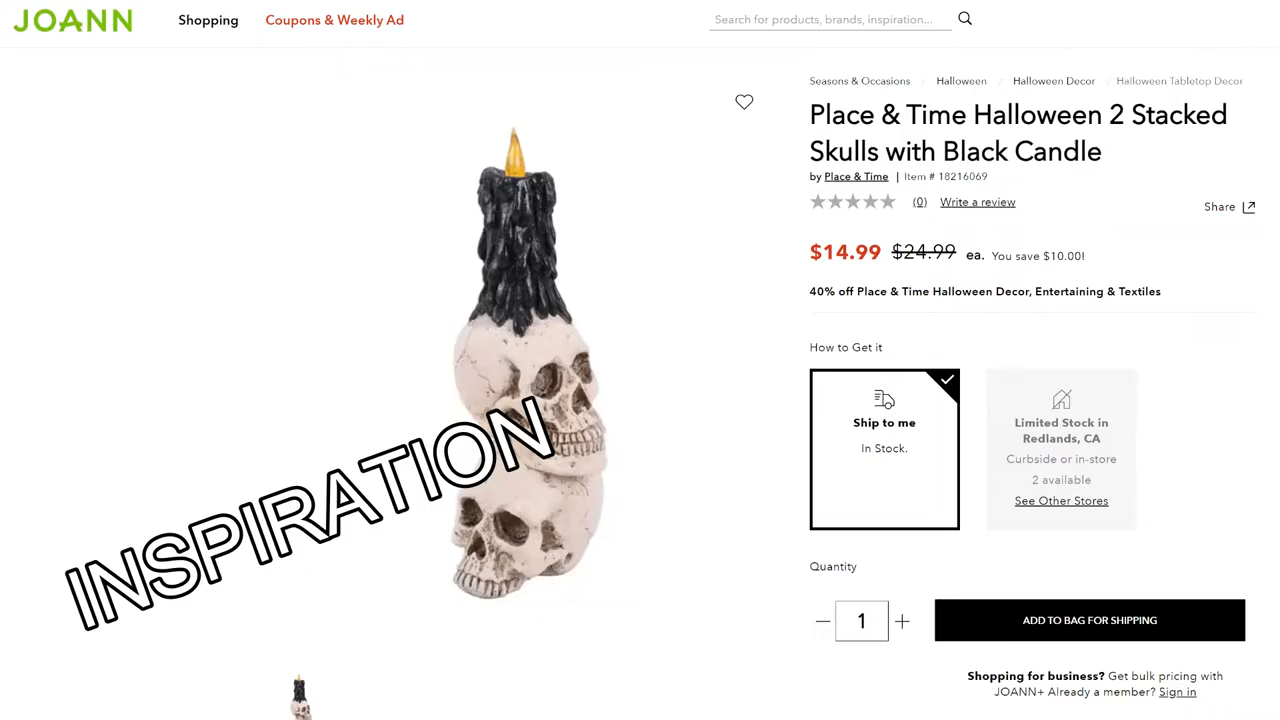 JOANN
Shopping
Coupons & Weekly Ad
Search for products, brands, inspiration...
Seasons & Occasions / Halloween / Halloween Decor / Halloween Tabletop Decor
Place & Time Halloween 2 Stacked
Skulls with Black Candle
by Place & Time | Item # 18216069
(0) Write a review
Share
$14.99 $24.99 ea. You save $10.00!
40% off Place & Time Halloween Decor, Entertaining & Textiles
How to Get it
Ship to me
In Stock.
Limited Stock in
Redlands, CA
Curbside or in-store
2 available
See Other Stores
INSPIRATION
Quantity
1
ADD TO BAG FOR SHIPPING
Shopping for business? Get bulk pricing with
JOANN+ Already a member? Sign in